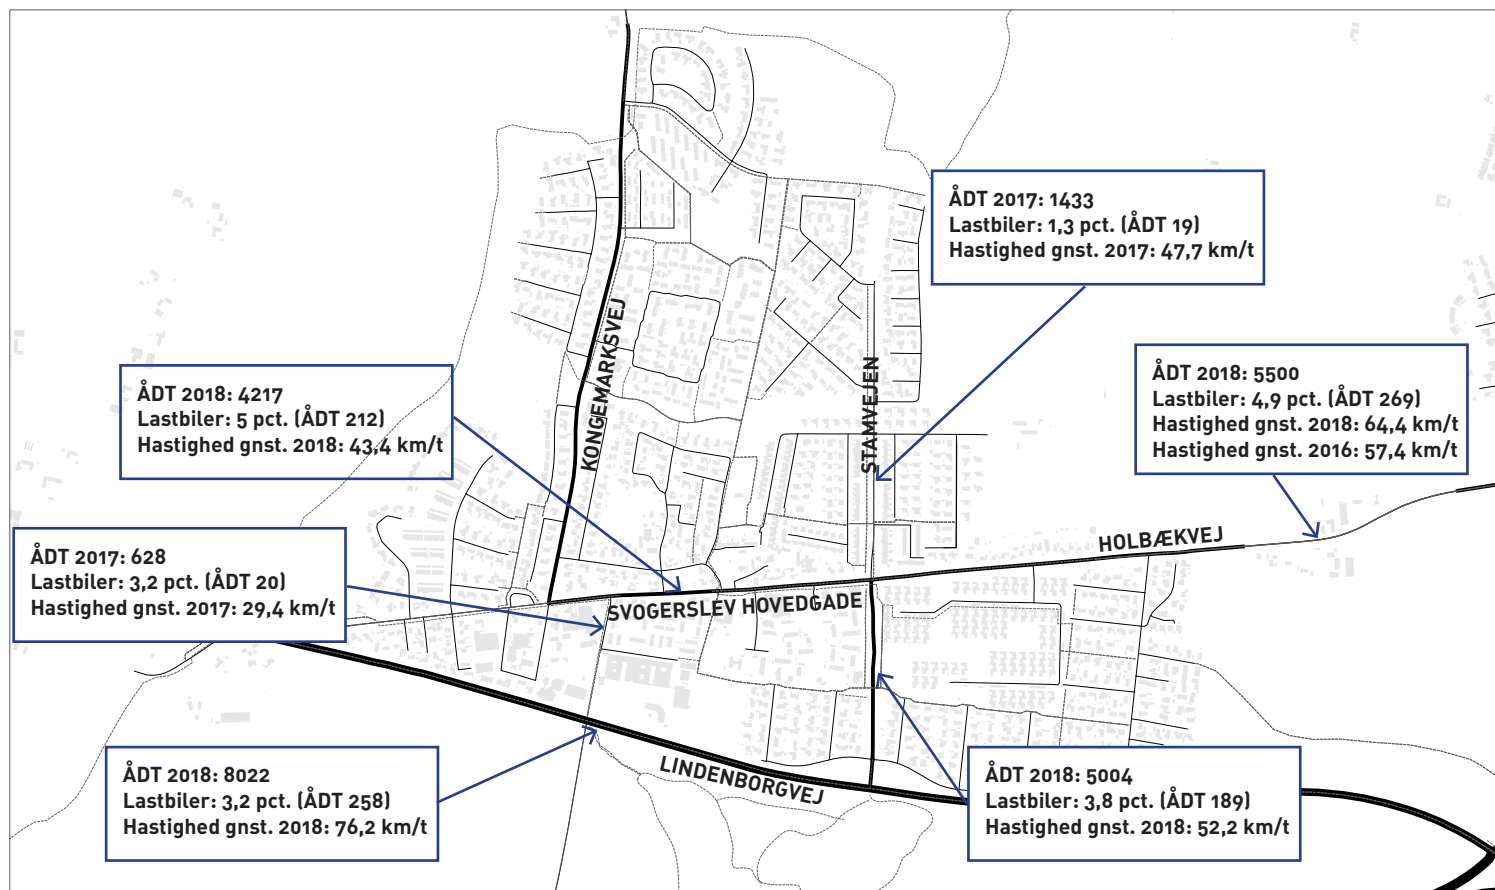 ÅDT 2017: 1433
Lastbiler: 1,3 pct. (ÅDT 19)
Hastighed gnst. 2017: 47,7 km/t
KONGEMARKSVEJ
STAMVEJEN
ÅDT 2018: 5500
Lastbiler: 4,9 pct. (ÅDT 269)
Hastighed gnst. 2018: 64,4 km/t
Hastighed gnst. 2016: 57,4 km/t
ÅDT 2018: 4217
Lastbiler: 5 pct. (ÅDT 212)
Hastighed gnst. 2018: 43,4 km/t
HOLBÆKVEJ
ÅDT 2017: 628
Lastbiler: 3,2 pct. (ÅDT 20)
Hastighed gnst. 2017: 29,4 km/t
SVOGERSLEV HOVEDGADE
LINDENBORGVEJ
ÅDT 2018: 8022
Lastbiler: 3,2 pct. (ÅDT 258)
Hastighed gnst. 2018: 76,2 km/t
ÅDT 2018: 5004
Lastbiler: 3,8 pct. (ÅDT 189)
Hastighed gnst. 2018: 52,2 km/t